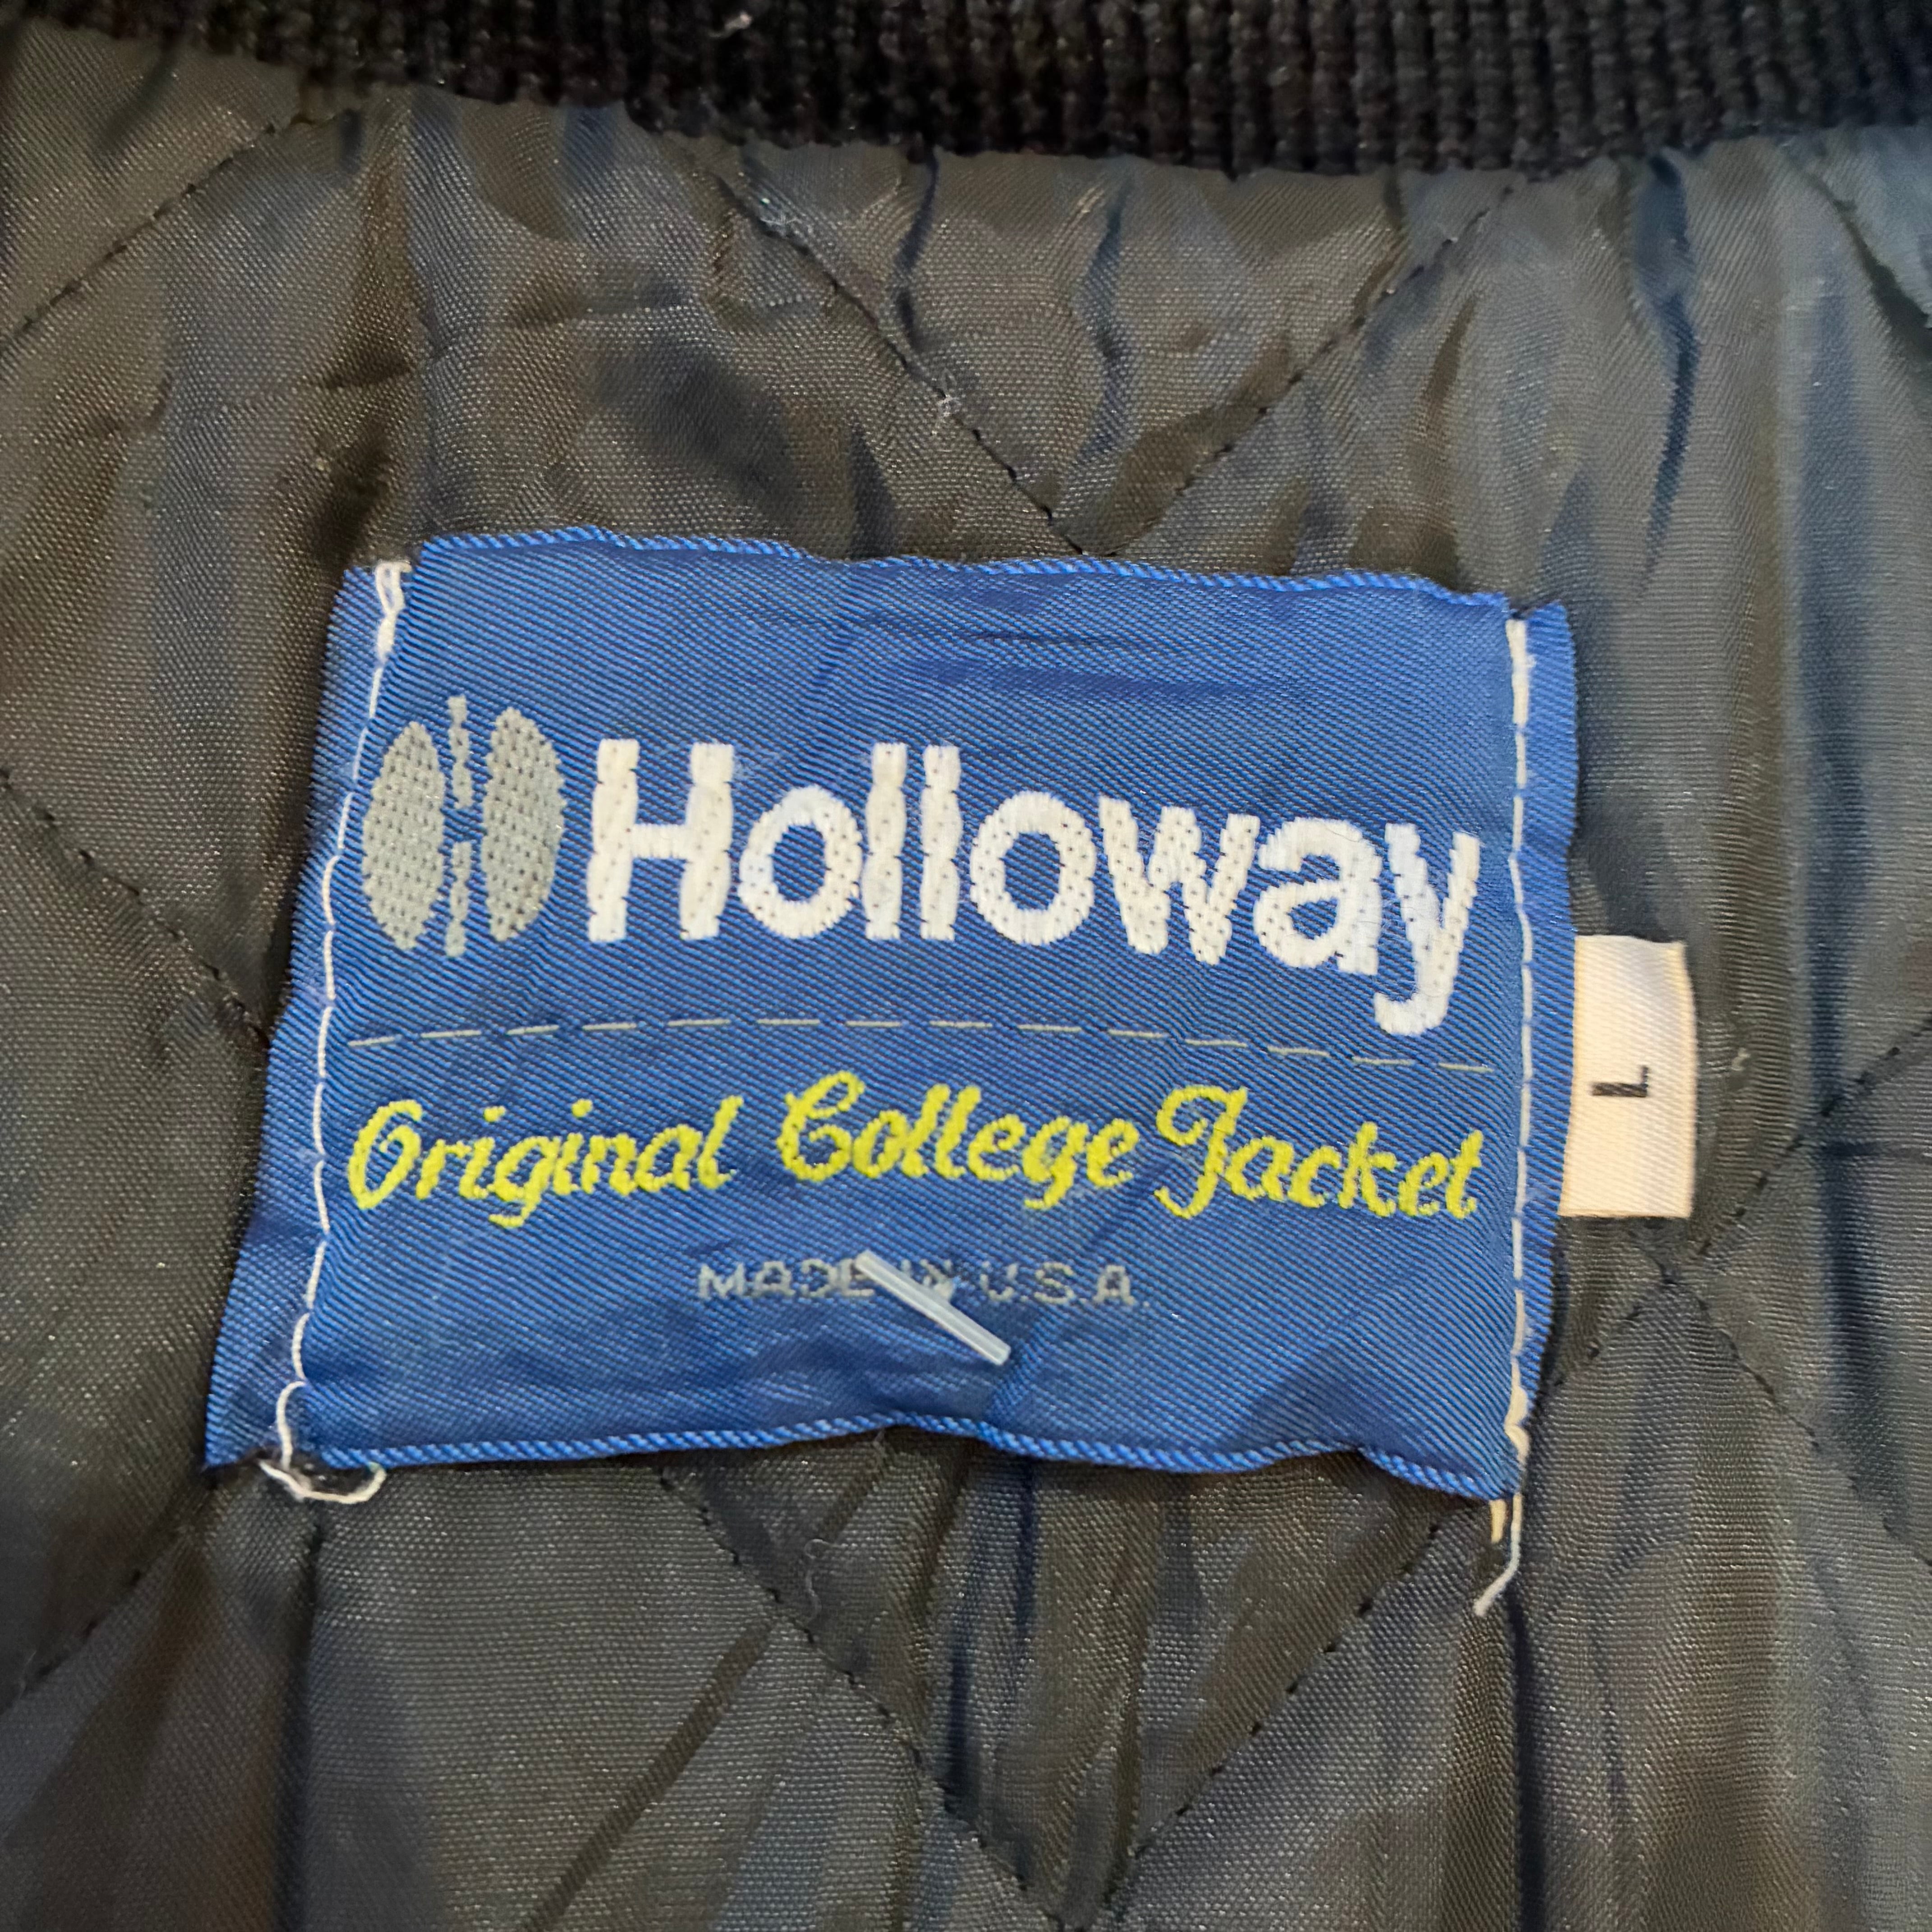 Holloway
Original College Jacket
MADE IN U.S.A.
L